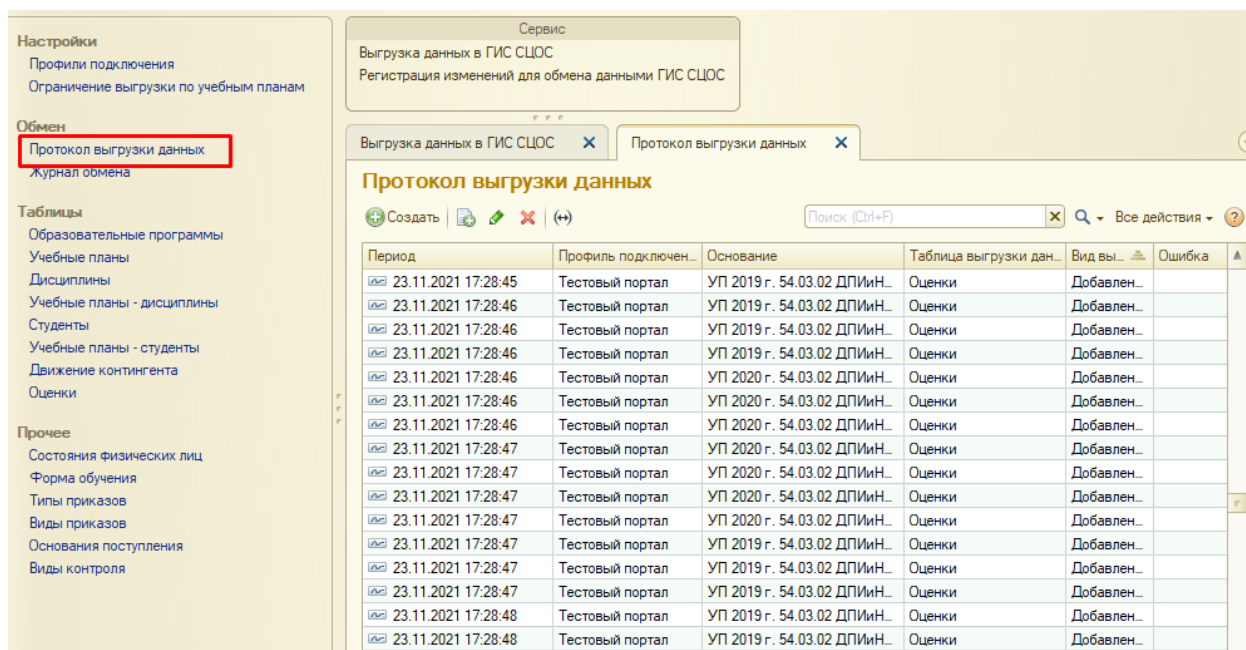 Настройки
Профили подключения
Ограничение выгрузки по учебным планам
Обмен
Протокол выгрузки данных
Журнал обмена
Таблицы
Образовательные программы
Учебные планы
Дисциплины
Учебные планы - дисциплины
Студенты
Учебные планы - студенты
Движение контингента
Оценки
Прочее
Состояния физических лиц
Форма обучения
Типы приказов
Виды приказов
Основания поступления
Виды контроля
Сервис
Выгрузка данных в ГИС СЦОС
Регистрация изменений для обмена данными ГИС СЦОС
Выгрузка данных в ГИС СЦОС Протокол выгрузки данных
Протокол выгрузки данных
Создать Поиск (Ctrl+F) Все действия
Период Профиль подключен... Основание Таблица выгрузки дан... Вид вы... Ошибка
23.11.2021 17:28:45 Тестовый портал УП 2019 г. 54.03.02 ДПИиН... Оценки Добавлен...
23.11.2021 17:28:46 Тестовый портал УП 2019 г. 54.03.02 ДПИиН... Оценки Добавлен...
23.11.2021 17:28:46 Тестовый портал УП 2019 г. 54.03.02 ДПИиН... Оценки Добавлен...
23.11.2021 17:28:46 Тестовый портал УП 2019 г. 54.03.02 ДПИиН... Оценки Добавлен...
23.11.2021 17:28:46 Тестовый портал УП 2020 г. 54.03.02 ДПИиН... Оценки Добавлен...
23.11.2021 17:28:46 Тестовый портал УП 2020 г. 54.03.02 ДПИиН... Оценки Добавлен...
23.11.2021 17:28:46 Тестовый портал УП 2020 г. 54.03.02 ДПИиН... Оценки Добавлен...
23.11.2021 17:28:47 Тестовый портал УП 2020 г. 54.03.02 ДПИиН... Оценки Добавлен...
23.11.2021 17:28:47 Тестовый портал УП 2020 г. 54.03.02 ДПИиН... Оценки Добавлен...
23.11.2021 17:28:47 Тестовый портал УП 2020 г. 54.03.02 ДПИиН... Оценки Добавлен...
23.11.2021 17:28:47 Тестовый портал УП 2020 г. 54.03.02 ДПИиН... Оценки Добавлен...
23.11.2021 17:28:47 Тестовый портал УП 2019 г. 54.03.02 ДПИиН... Оценки Добавлен...
23.11.2021 17:28:47 Тестовый портал УП 2019 г. 54.03.02 ДПИиН... Оценки Добавлен...
23.11.2021 17:28:47 Тестовый портал УП 2019 г. 54.03.02 ДПИиН... Оценки Добавлен...
23.11.2021 17:28:48 Тестовый портал УП 2019 г. 54.03.02 ДПИиН... Оценки Добавлен...
23.11.2021 17:28:48 Тестовый портал УП 2019 г. 54.03.02 ДПИиН... Оценки Добавлен...